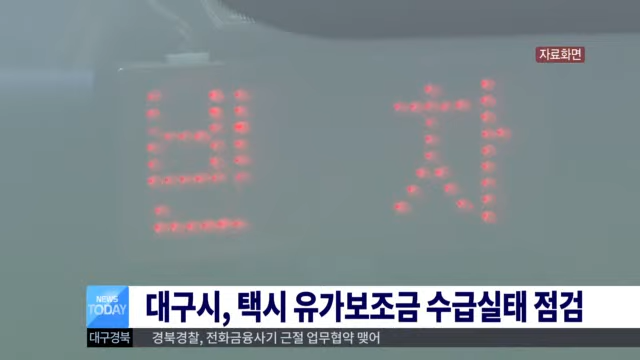 자료화면
빈 차
NEWS
TODAY
대구시, 택시 유가보조금 수급실태 점검
대구경북
경북경찰, 전화금융사기 근절 업무협약 맺어